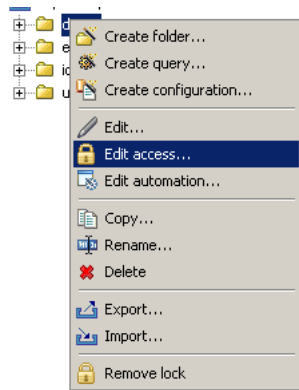 Create folder...
Create query...
Create configuration...
Edit...
Edit access...
Edit automation...
Copy...
Rename...
Delete
Export...
Import...
Remove lock